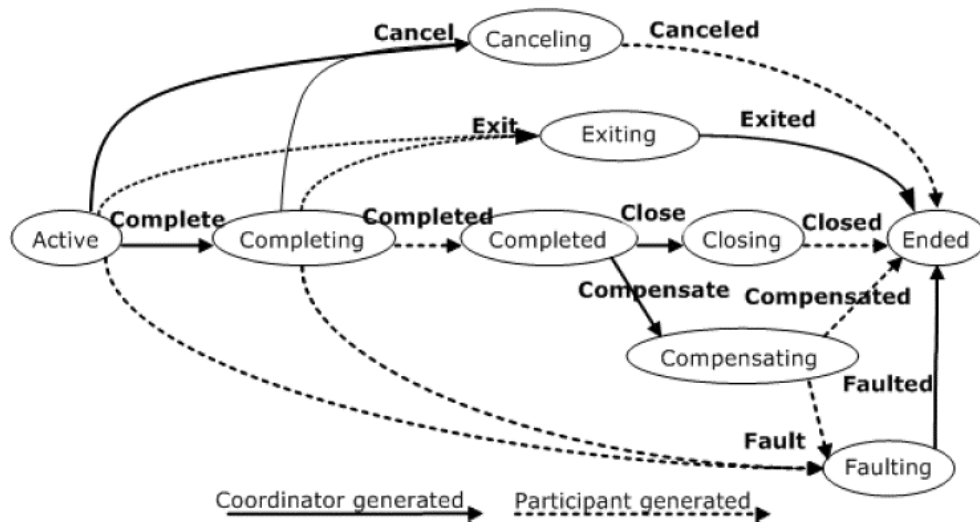 Cancel
Canceling
Canceled
Exit
Exiting
Exited
Active
Complete
Completing
Completed
Completed
Close
Closing
Closed
Ended
Compensate
Compensated
Compensating
Faulted
Fault
Faulting
Coordinator generated
Participant generated